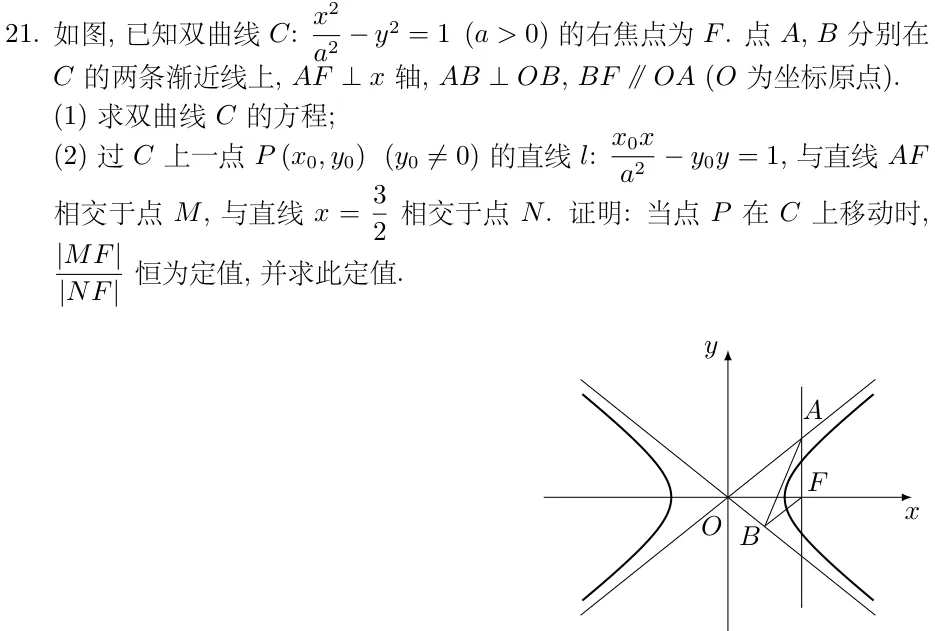 21. 如图, 已知双曲线 C: x²/a² − y² = 1 (a > 0) 的右焦点为 F. 点 A, B 分别在
C 的两条渐近线上, AF ⊥ x 轴, AB ⊥ OB, BF ∥ OA (O 为坐标原点).
(1) 求双曲线 C 的方程;
(2) 过 C 上一点 P (x₀, y₀) (y₀ ≠ 0) 的直线 l: x₀x/a² − y₀y = 1, 与直线 AF
相交于点 M, 与直线 x = 3/2 相交于点 N. 证明: 当点 P 在 C 上移动时,
|MF|/|NF| 恒为定值, 并求此定值.
y
A
F
x
O
B